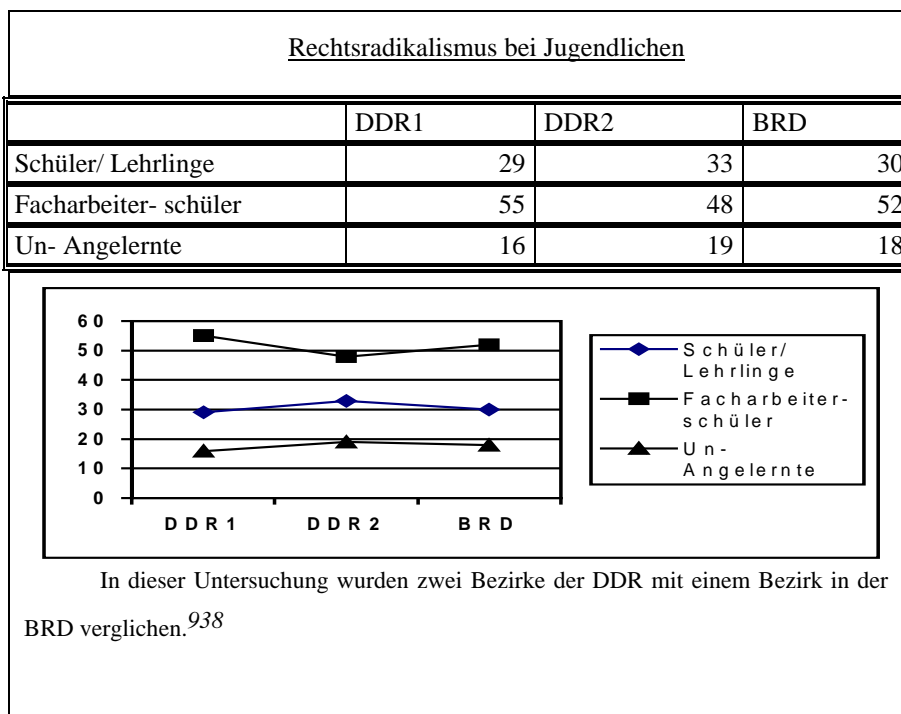 Rechtsradikalismus bei Jugendlichen
DDR1 DDR2 BRD
Schüler/ Lehrlinge 29 33 30
Facharbeiter- schüler 55 48 52
Un- Angelernte 16 19 18
60
50
40
30
20
10
0
DDR1 DDR2 BRD
Schüler/
Lehrlinge
Facharbeiter-
schüler
Un-
Angelernte
In dieser Untersuchung wurden zwei Bezirke der DDR mit einem Bezirk in der
BRD verglichen.938